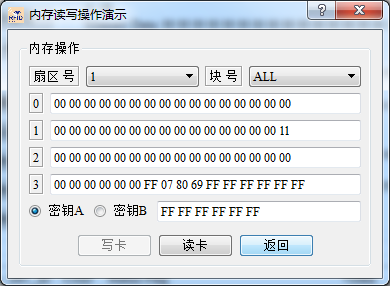 内存读写操作演示
内存操作
扇区号 1 块号 ALL
0 00 00 00 00 00 00 00 00 00 00 00 00 00 00 00 00
1 00 00 00 00 00 00 00 00 00 00 00 00 00 00 00 11
2 00 00 00 00 00 00 00 00 00 00 00 00 00 00 00 00
3 00 00 00 00 00 00 FF 07 80 69 FF FF FF FF FF FF
密钥A 密钥B FF FF FF FF FF FF
写卡 读卡 返回